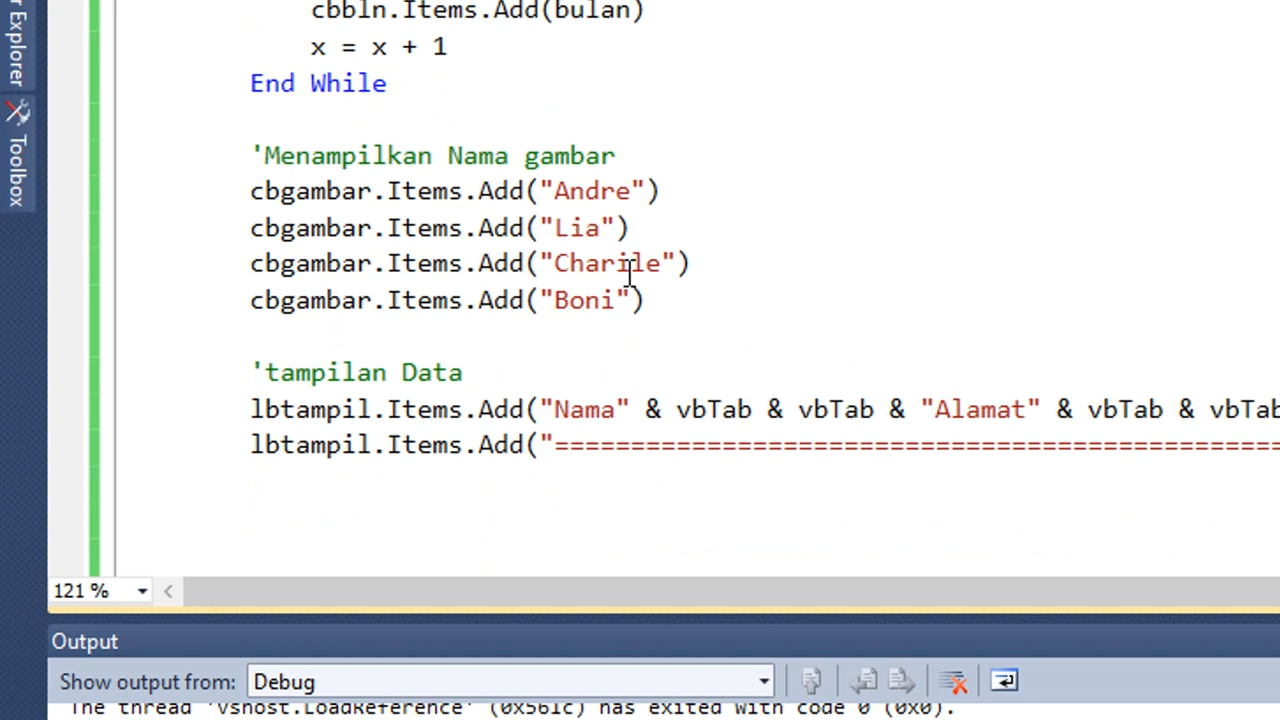 r Explorer
Toolbox
cbbln.Items.Add(bulan)
x = x + 1
End While
'Menampilkan Nama gambar
cbgambar.Items.Add("Andre")
cbgambar.Items.Add("Lia")
cbgambar.Items.Add("Charile")
cbgambar.Items.Add("Boni")
'tampilan Data
lbtampil.Items.Add("Nama" & vbTab & vbTab & "Alamat" & vbTab & vbTab
lbtampil.Items.Add("================================================
121 %
Output
Show output from: Debug
The thread 'vshost.LoadReference' (0x561c) has exited with code 0 (0x0).